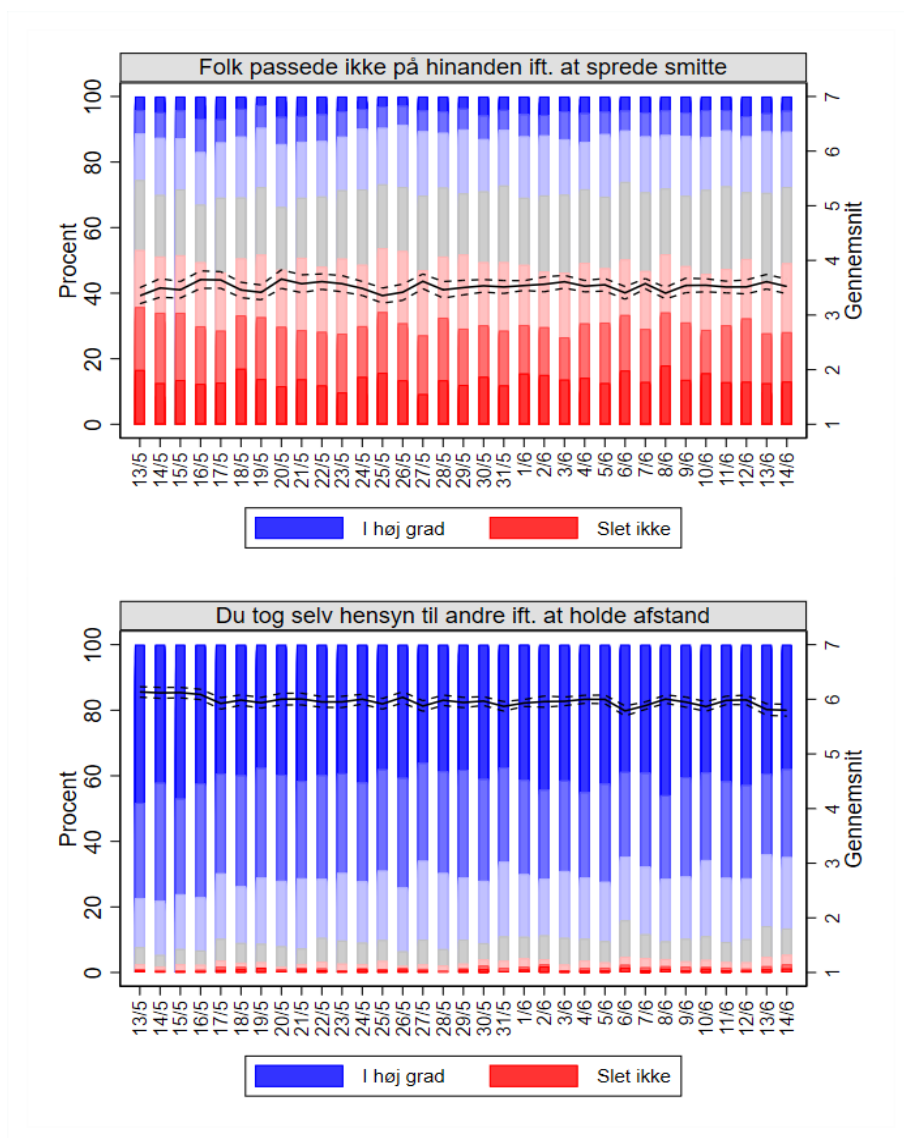 Folk passede ikke på hinanden ift. at sprede smitte
100
80
60
40
20
0
Procent
7
6
5
4
3
2
1
Gennemsnit
13/5 14/5 15/5 16/5 17/5 18/5 19/5 20/5 21/5 22/5 23/5 24/5 25/5 26/5 27/5 28/5 29/5 30/5 31/5 1/6 2/6 3/6 4/6 5/6 6/6 7/6 8/6 9/6 10/6 11/6 12/6 13/6 14/6
I høj grad Slet ikke
Du tog selv hensyn til andre ift. at holde afstand
100
80
60
40
20
0
Procent
7
6
5
4
3
2
1
Gennemsnit
13/5 14/5 15/5 16/5 17/5 18/5 19/5 20/5 21/5 22/5 23/5 24/5 25/5 26/5 27/5 28/5 29/5 30/5 31/5 1/6 2/6 3/6 4/6 5/6 6/6 7/6 8/6 9/6 10/6 11/6 12/6 13/6 14/6
I høj grad Slet ikke